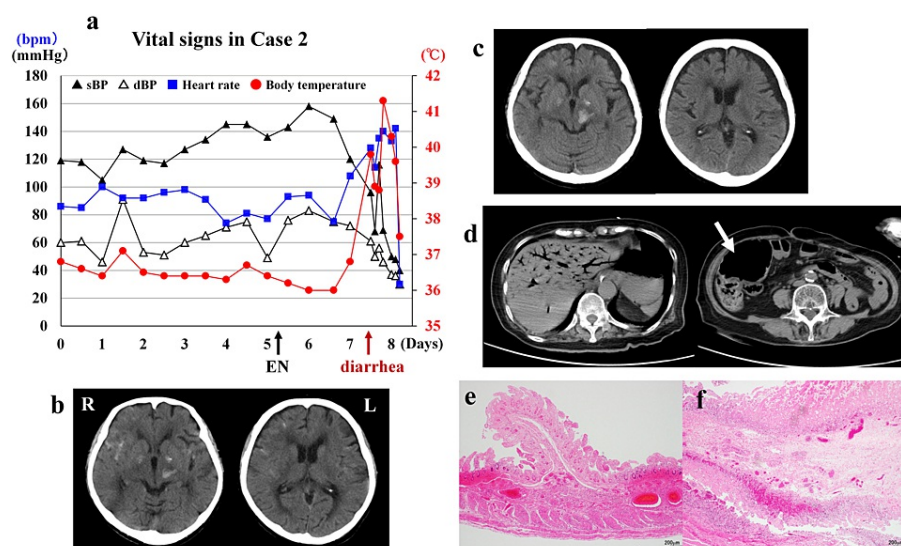 a
Vital signs in Case 2
(bpm)
(mmHg)
(℃)
sBP dBP Heart rate Body temperature
180
160
140
120
100
80
60
40
20
0
42
41
40
39
38
37
36
35
0 1 2 3 4 5 6 7 8 (Days)
EN diarrhea
b
R L
c
d
e
200μm
f
200μm